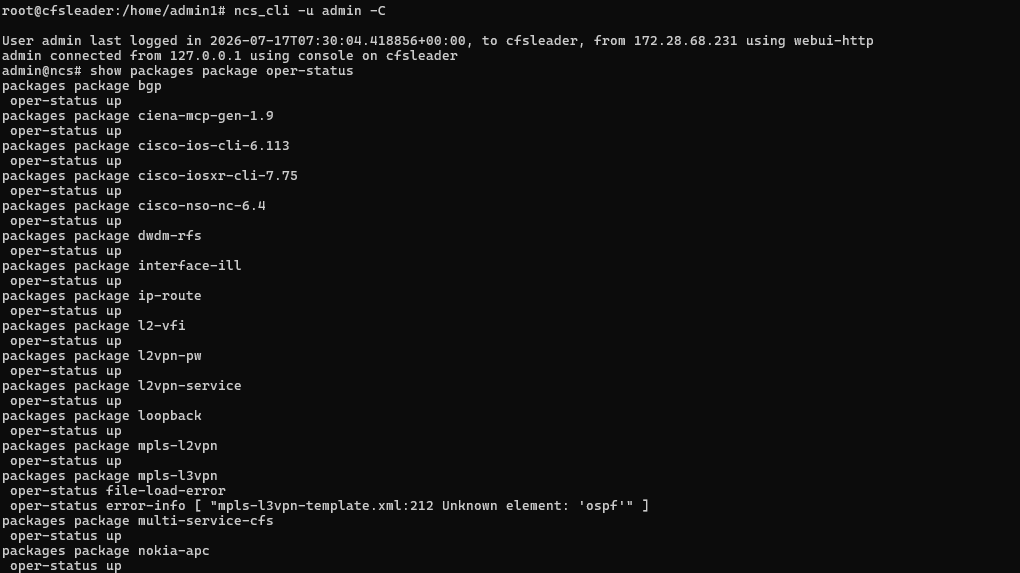 root@cfsleader:/home/admin1# ncs_cli -u admin -C

User admin last logged in 2026-07-17T07:30:04.418856+00:00, to cfsleader, from 172.28.68.231 using webui-http
admin connected from 127.0.0.1 using console on cfsleader
admin@ncs# show packages package oper-status
packages package bgp
 oper-status up
packages package ciena-mcp-gen-1.9
 oper-status up
packages package cisco-ios-cli-6.113
 oper-status up
packages package cisco-iosxr-cli-7.75
 oper-status up
packages package cisco-nso-nc-6.4
 oper-status up
packages package dwdm-rfs
 oper-status up
packages package interface-ill
 oper-status up
packages package ip-route
 oper-status up
packages package l2-vfi
 oper-status up
packages package l2vpn-pw
 oper-status up
packages package l2vpn-service
 oper-status up
packages package loopback
 oper-status up
packages package mpls-l2vpn
 oper-status up
packages package mpls-l3vpn
 oper-status file-load-error
 oper-status error-info [ "mpls-l3vpn-template.xml:212 Unknown element: 'ospf'" ]
packages package multi-service-cfs
 oper-status up
packages package nokia-apc
 oper-status up